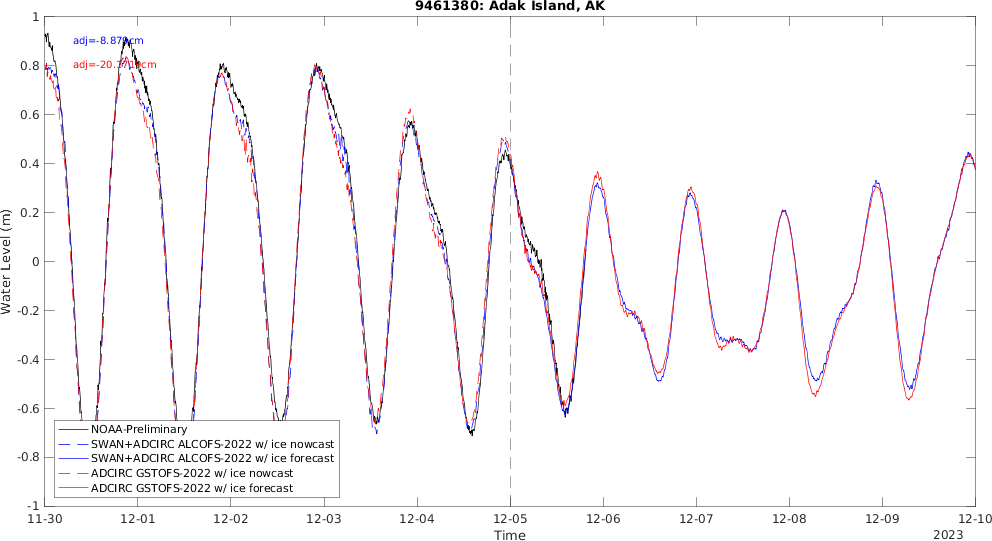 9461380: Adak Island, AK
adj=-8.879cm
cm
Water Level (m)
1
0.8
0.6
0.4
0.2
0
-0.2
-0.4
-0.6
-0.8
-1
NOAA-Preliminary
SWAN+ADCIRC ALCOFS-2022 w/ ice nowcast
SWAN+ADCIRC ALCOFS-2022 w/ ice forecast
ADCIRC GSTOFS-2022 w/ ice nowcast
ADCIRC GSTOFS-2022 w/ ice forecast
11-30 12-01 12-02 12-03 12-04 12-05 12-06 12-07 12-08 12-09 12-10
Time
2023